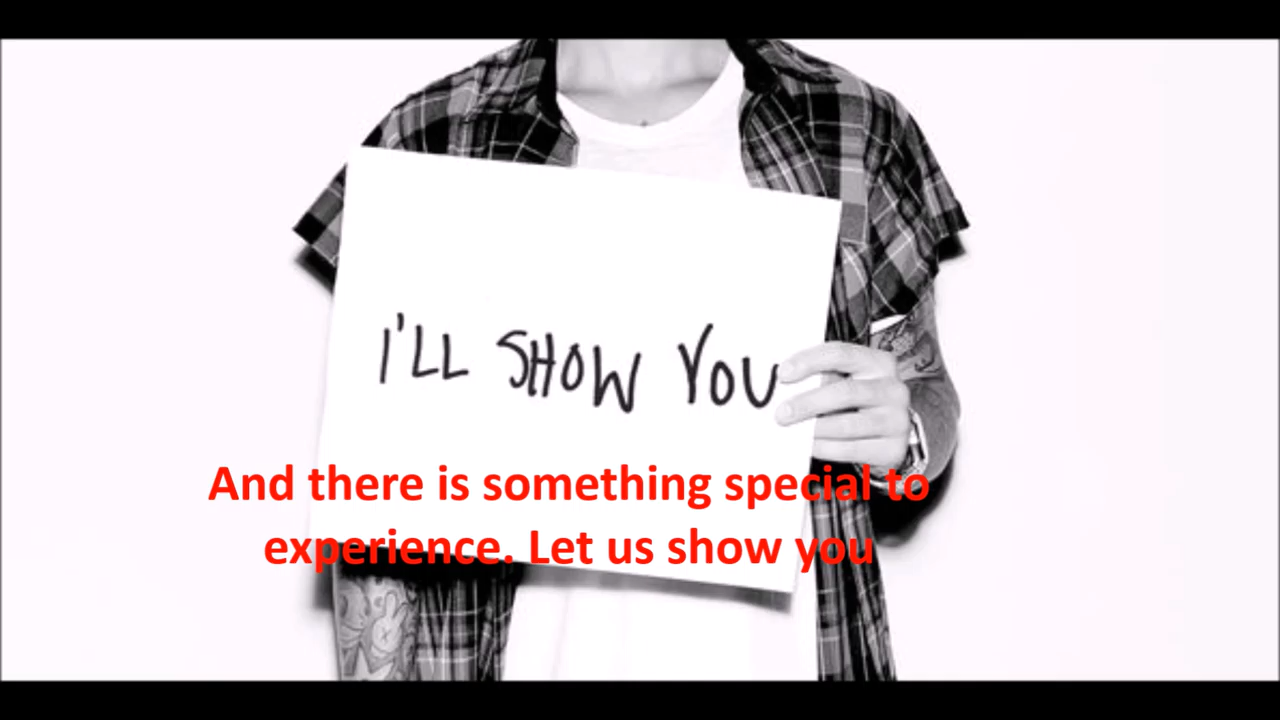 I'LL SHOW YOU
And there is something special to
experience. Let us show you